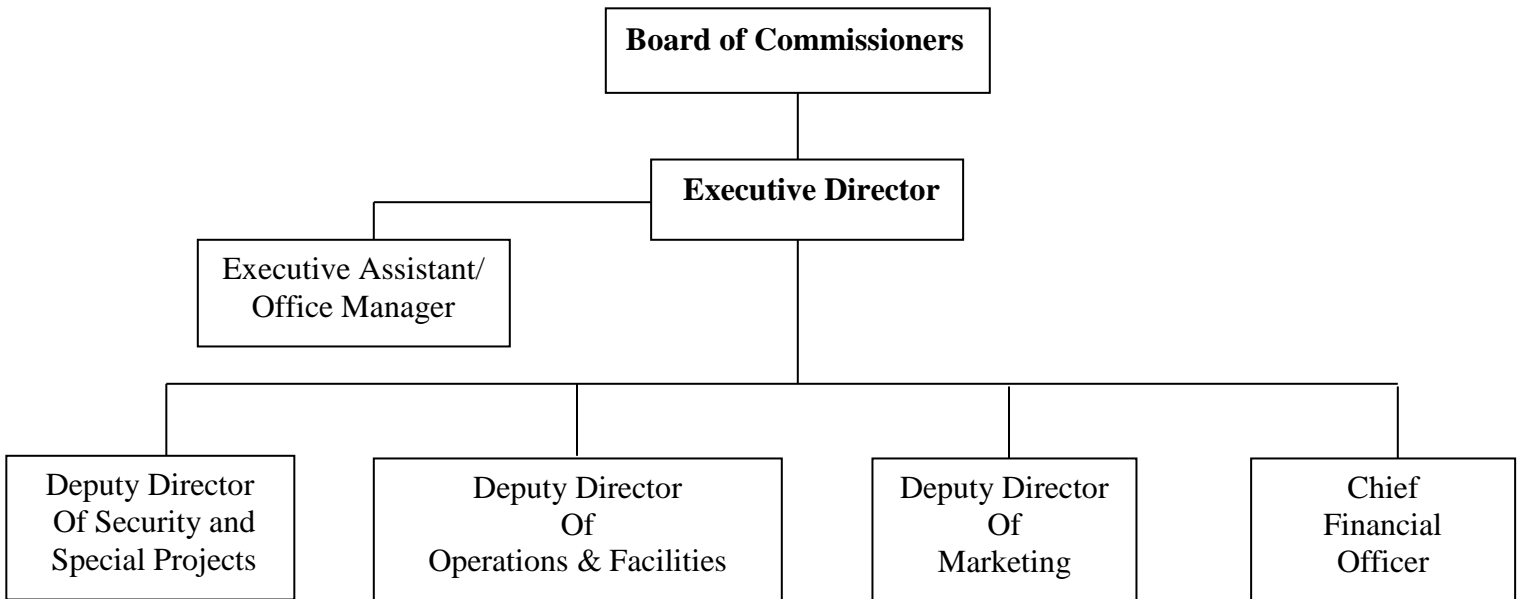 Board of Commissioners
Executive Director
Executive Assistant/
Office Manager
Deputy Director
Of Security and
Special Projects
Deputy Director
Of
Operations & Facilities
Deputy Director
Of
Marketing
Chief
Financial
Officer